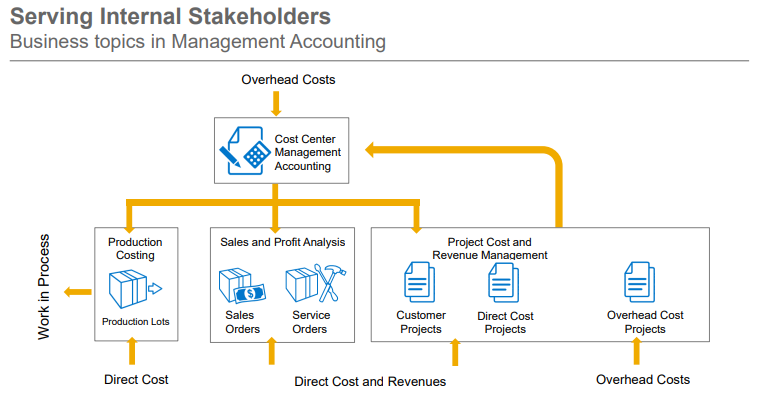 Serving Internal Stakeholders
Business topics in Management Accounting
Overhead Costs
Cost Center
Management
Accounting
Production
Costing
Production Lots
Sales and Profit Analysis
Sales
Orders
Service
Orders
Project Cost and
Revenue Management
Customer
Projects
Direct Cost
Projects
Overhead Cost
Projects
Work in Process
Direct Cost
Direct Cost and Revenues
Overhead Costs